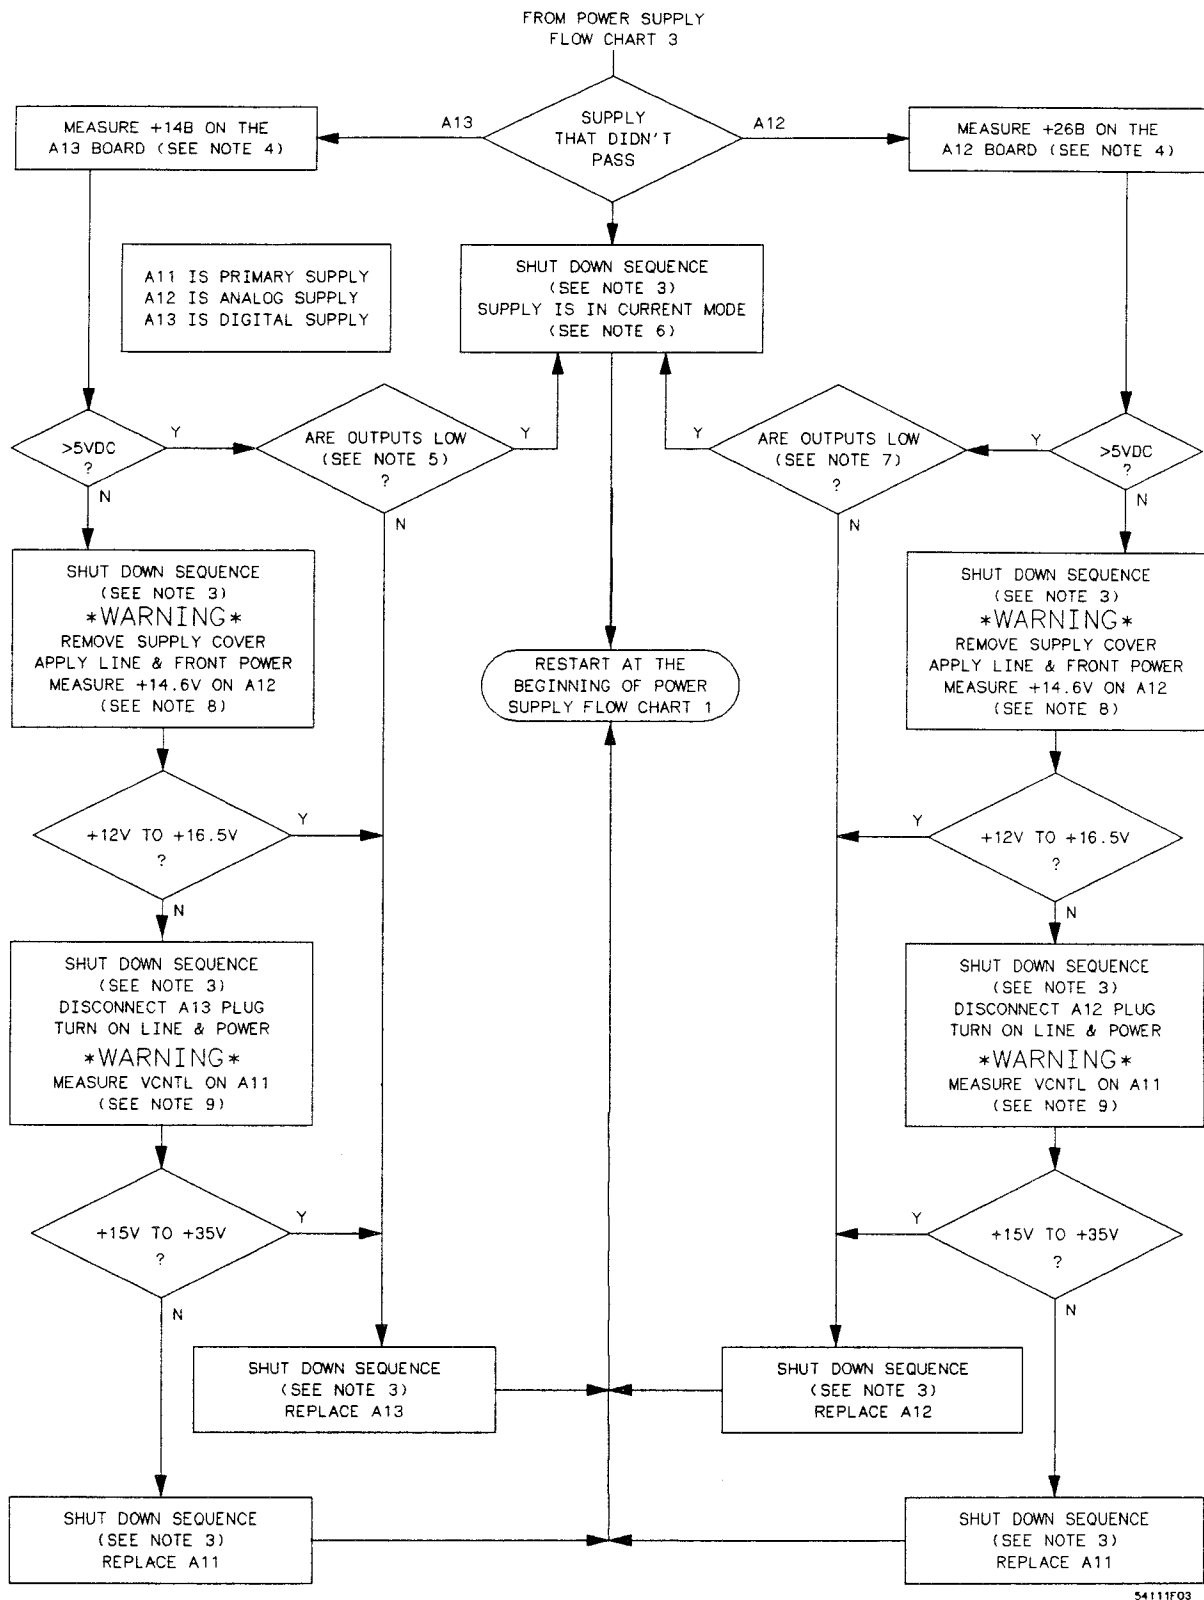 FROM POWER SUPPLY
FLOW CHART 3
A13
SUPPLY
THAT DIDN'T
PASS
A12
MEASURE +14B ON THE
A13 BOARD (SEE NOTE 4)
MEASURE +26B ON THE
A12 BOARD (SEE NOTE 4)
A11 IS PRIMARY SUPPLY
A12 IS ANALOG SUPPLY
A13 IS DIGITAL SUPPLY
SHUT DOWN SEQUENCE
(SEE NOTE 3)
SUPPLY IS IN CURRENT MODE
(SEE NOTE 6)
>5VDC
?
Y
N
ARE OUTPUTS LOW
(SEE NOTE 5)
?
Y
N
ARE OUTPUTS LOW
(SEE NOTE 7)
?
Y
N
>5VDC
?
Y
N
SHUT DOWN SEQUENCE
(SEE NOTE 3)
*WARNING*
REMOVE SUPPLY COVER
APPLY LINE & FRONT POWER
MEASURE +14.6V ON A12
(SEE NOTE 8)
RESTART AT THE
BEGINNING OF POWER
SUPPLY FLOW CHART 1
SHUT DOWN SEQUENCE
(SEE NOTE 3)
*WARNING*
REMOVE SUPPLY COVER
APPLY LINE & FRONT POWER
MEASURE +14.6V ON A12
(SEE NOTE 8)
+12V TO +16.5V
?
Y
N
+12V TO +16.5V
?
Y
N
SHUT DOWN SEQUENCE
(SEE NOTE 3)
DISCONNECT A13 PLUG
TURN ON LINE & POWER
*WARNING*
MEASURE VCNTL ON A11
(SEE NOTE 9)
SHUT DOWN SEQUENCE
(SEE NOTE 3)
DISCONNECT A12 PLUG
TURN ON LINE & POWER
*WARNING*
MEASURE VCNTL ON A11
(SEE NOTE 9)
+15V TO +35V
?
Y
N
+15V TO +35V
?
Y
N
SHUT DOWN SEQUENCE
(SEE NOTE 3)
REPLACE A13
SHUT DOWN SEQUENCE
(SEE NOTE 3)
REPLACE A12
SHUT DOWN SEQUENCE
(SEE NOTE 3)
REPLACE A11
SHUT DOWN SEQUENCE
(SEE NOTE 3)
REPLACE A11
54111F03